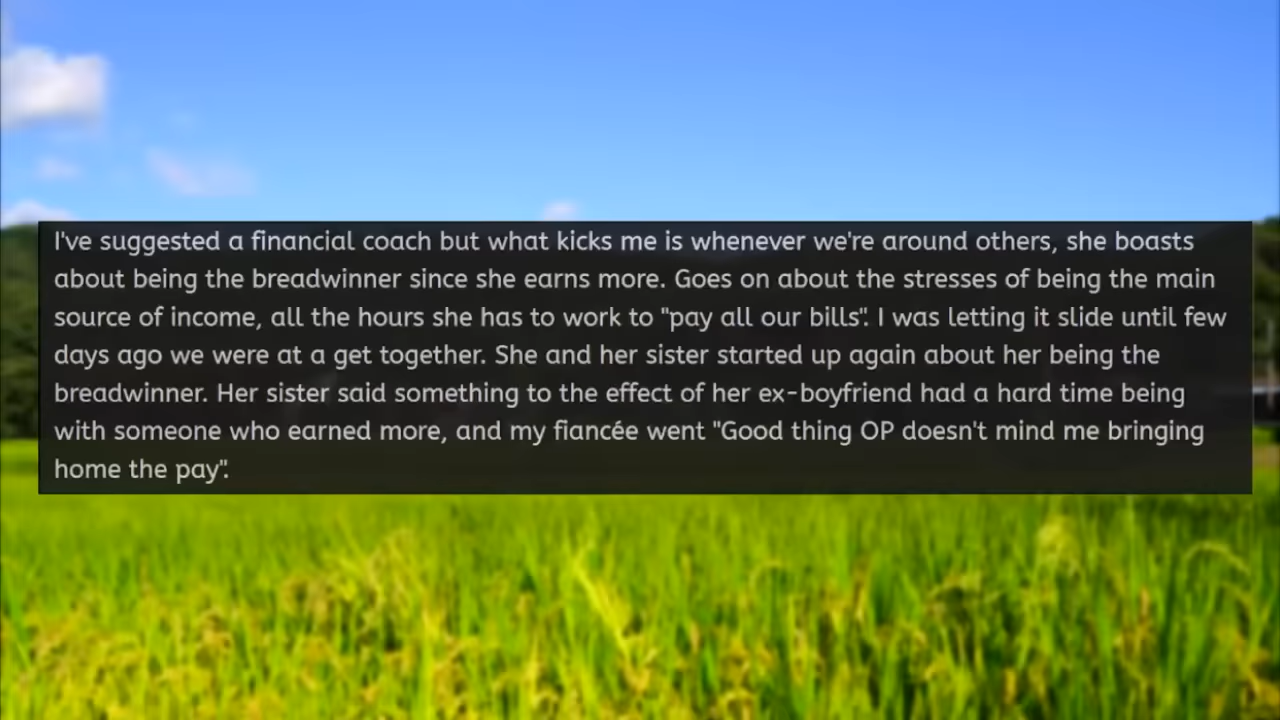 I've suggested a financial coach but what kicks me is whenever we're around others, she boasts
about being the breadwinner since she earns more. Goes on about the stresses of being the main
source of income, all the hours she has to work to "pay all our bills". I was letting it slide until few
days ago we were at a get together. She and her sister started up again about her being the
breadwinner. Her sister said something to the effect of her ex-boyfriend had a hard time being
with someone who earned more, and my fiancée went "Good thing OP doesn't mind me bringing
home the pay".